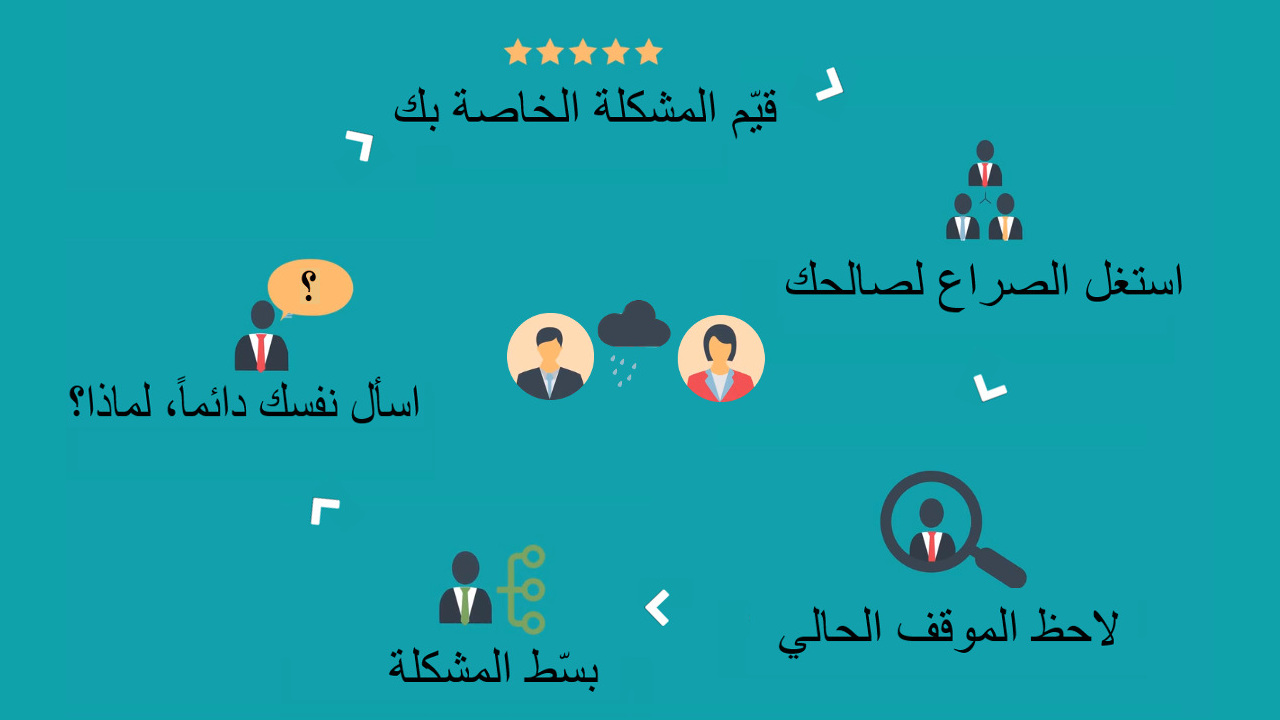 قيّم المشكلة الخاصة بك
استغل الصراع لصالحك
لاحظ الموقف الحالي
بسّط المشكلة
؟
اسأل نفسك دائماً، لماذا؟